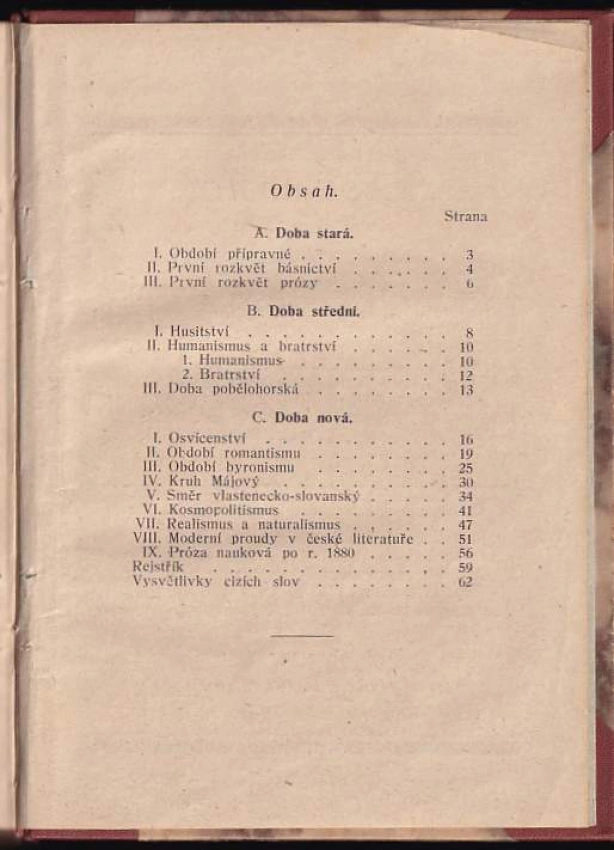 Obsah.
Strana
A. Doba stará.
I. Období přípravné . . . . . . . . . 3
II. První rozkvět básnictví . . . . . . 4
III. První rozkvět prózy . . . . . . . 6
B. Doba střední.
I. Husitství . . . . . . . . . . . . 8
II. Humanismus a bratrství . . . . . . 10
1. Humanismus . . . . . . . . . 10
2. Bratrství . . . . . . . . . . 12
III. Doba pobělohorská . . . . . . . . 13
C. Doba nová.
I. Osvícenství . . . . . . . . . . . 16
II. Období romantismu . . . . . . . . 19
III. Období byronismu . . . . . . . . 25
IV. Kruh Májový . . . . . . . . . . 30
V. Směr vlastenecko-slovanský . . . . . 34
VI. Kosmopolitismus . . . . . . . . . 41
VII. Realismus a naturalismus . . . . . . 47
VIII. Moderní proudy v české literatuře . . 51
IX. Próza nauková po r. 1880 . . . . . 56
Rejstřík . . . . . . . . . . . . . . 59
Vysvětlivky cizích slov . . . . . . . . 62